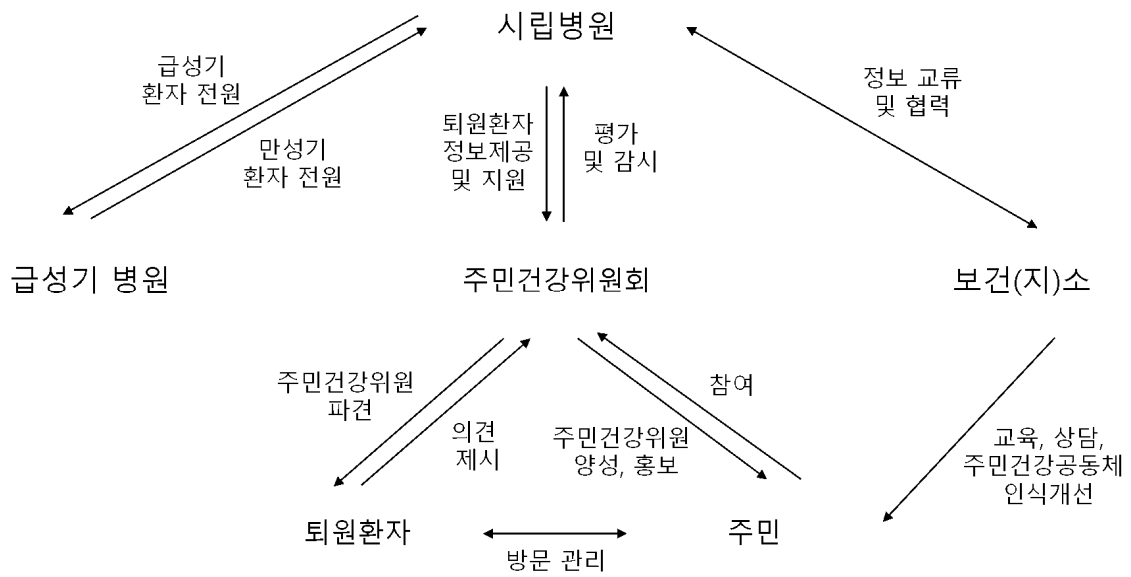 시립병원
급성기
환자 전원
만성기
환자 전원
퇴원환자
정보제공
및 지원
평가
및 감시
정보 교류
및 협력
급성기 병원
주민건강위원회
보건(지)소
주민건강위원
파견
의견
제시
주민건강위원
양성, 홍보
참여
교육, 상담,
주민건강공동체
인식개선
퇴원환자
방문 관리
주민